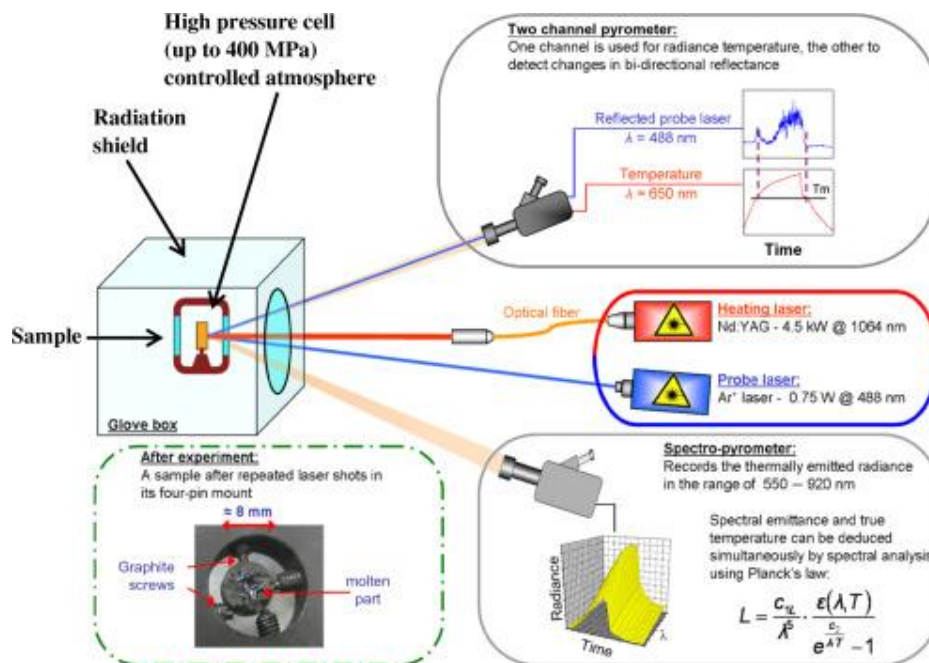 High pressure cell
(up to 400 MPa)
controlled atmosphere
Radiation
shield
Sample
Glove box
Two channel pyrometer:
One channel is used for radiance temperature, the other to
detect changes in bi-directional reflectance
Reflected probe laser
λ = 488 nm
Temperature
λ = 650 nm
Tm
Time
Optical fiber
Heating laser:
Nd:YAG - 4.5 kW @ 1064 nm
Probe laser:
Ar⁺ laser - 0.75 W @ 488 nm
After experiment:
A sample after repeated laser shots in
its four-pin mount
≈ 8 mm
Graphite
screws
molten
part
Spectro-pyrometer:
Records the thermally emitted radiance
in the range of 550 – 920 nm
Spectral emittance and true
temperature can be deduced
simultaneously by spectral analysis
using Planck's law:
Radiance
Time
λ
L = c₁L/λ⁵ · ε(λ,T)/(e^(c₂/λT) − 1)